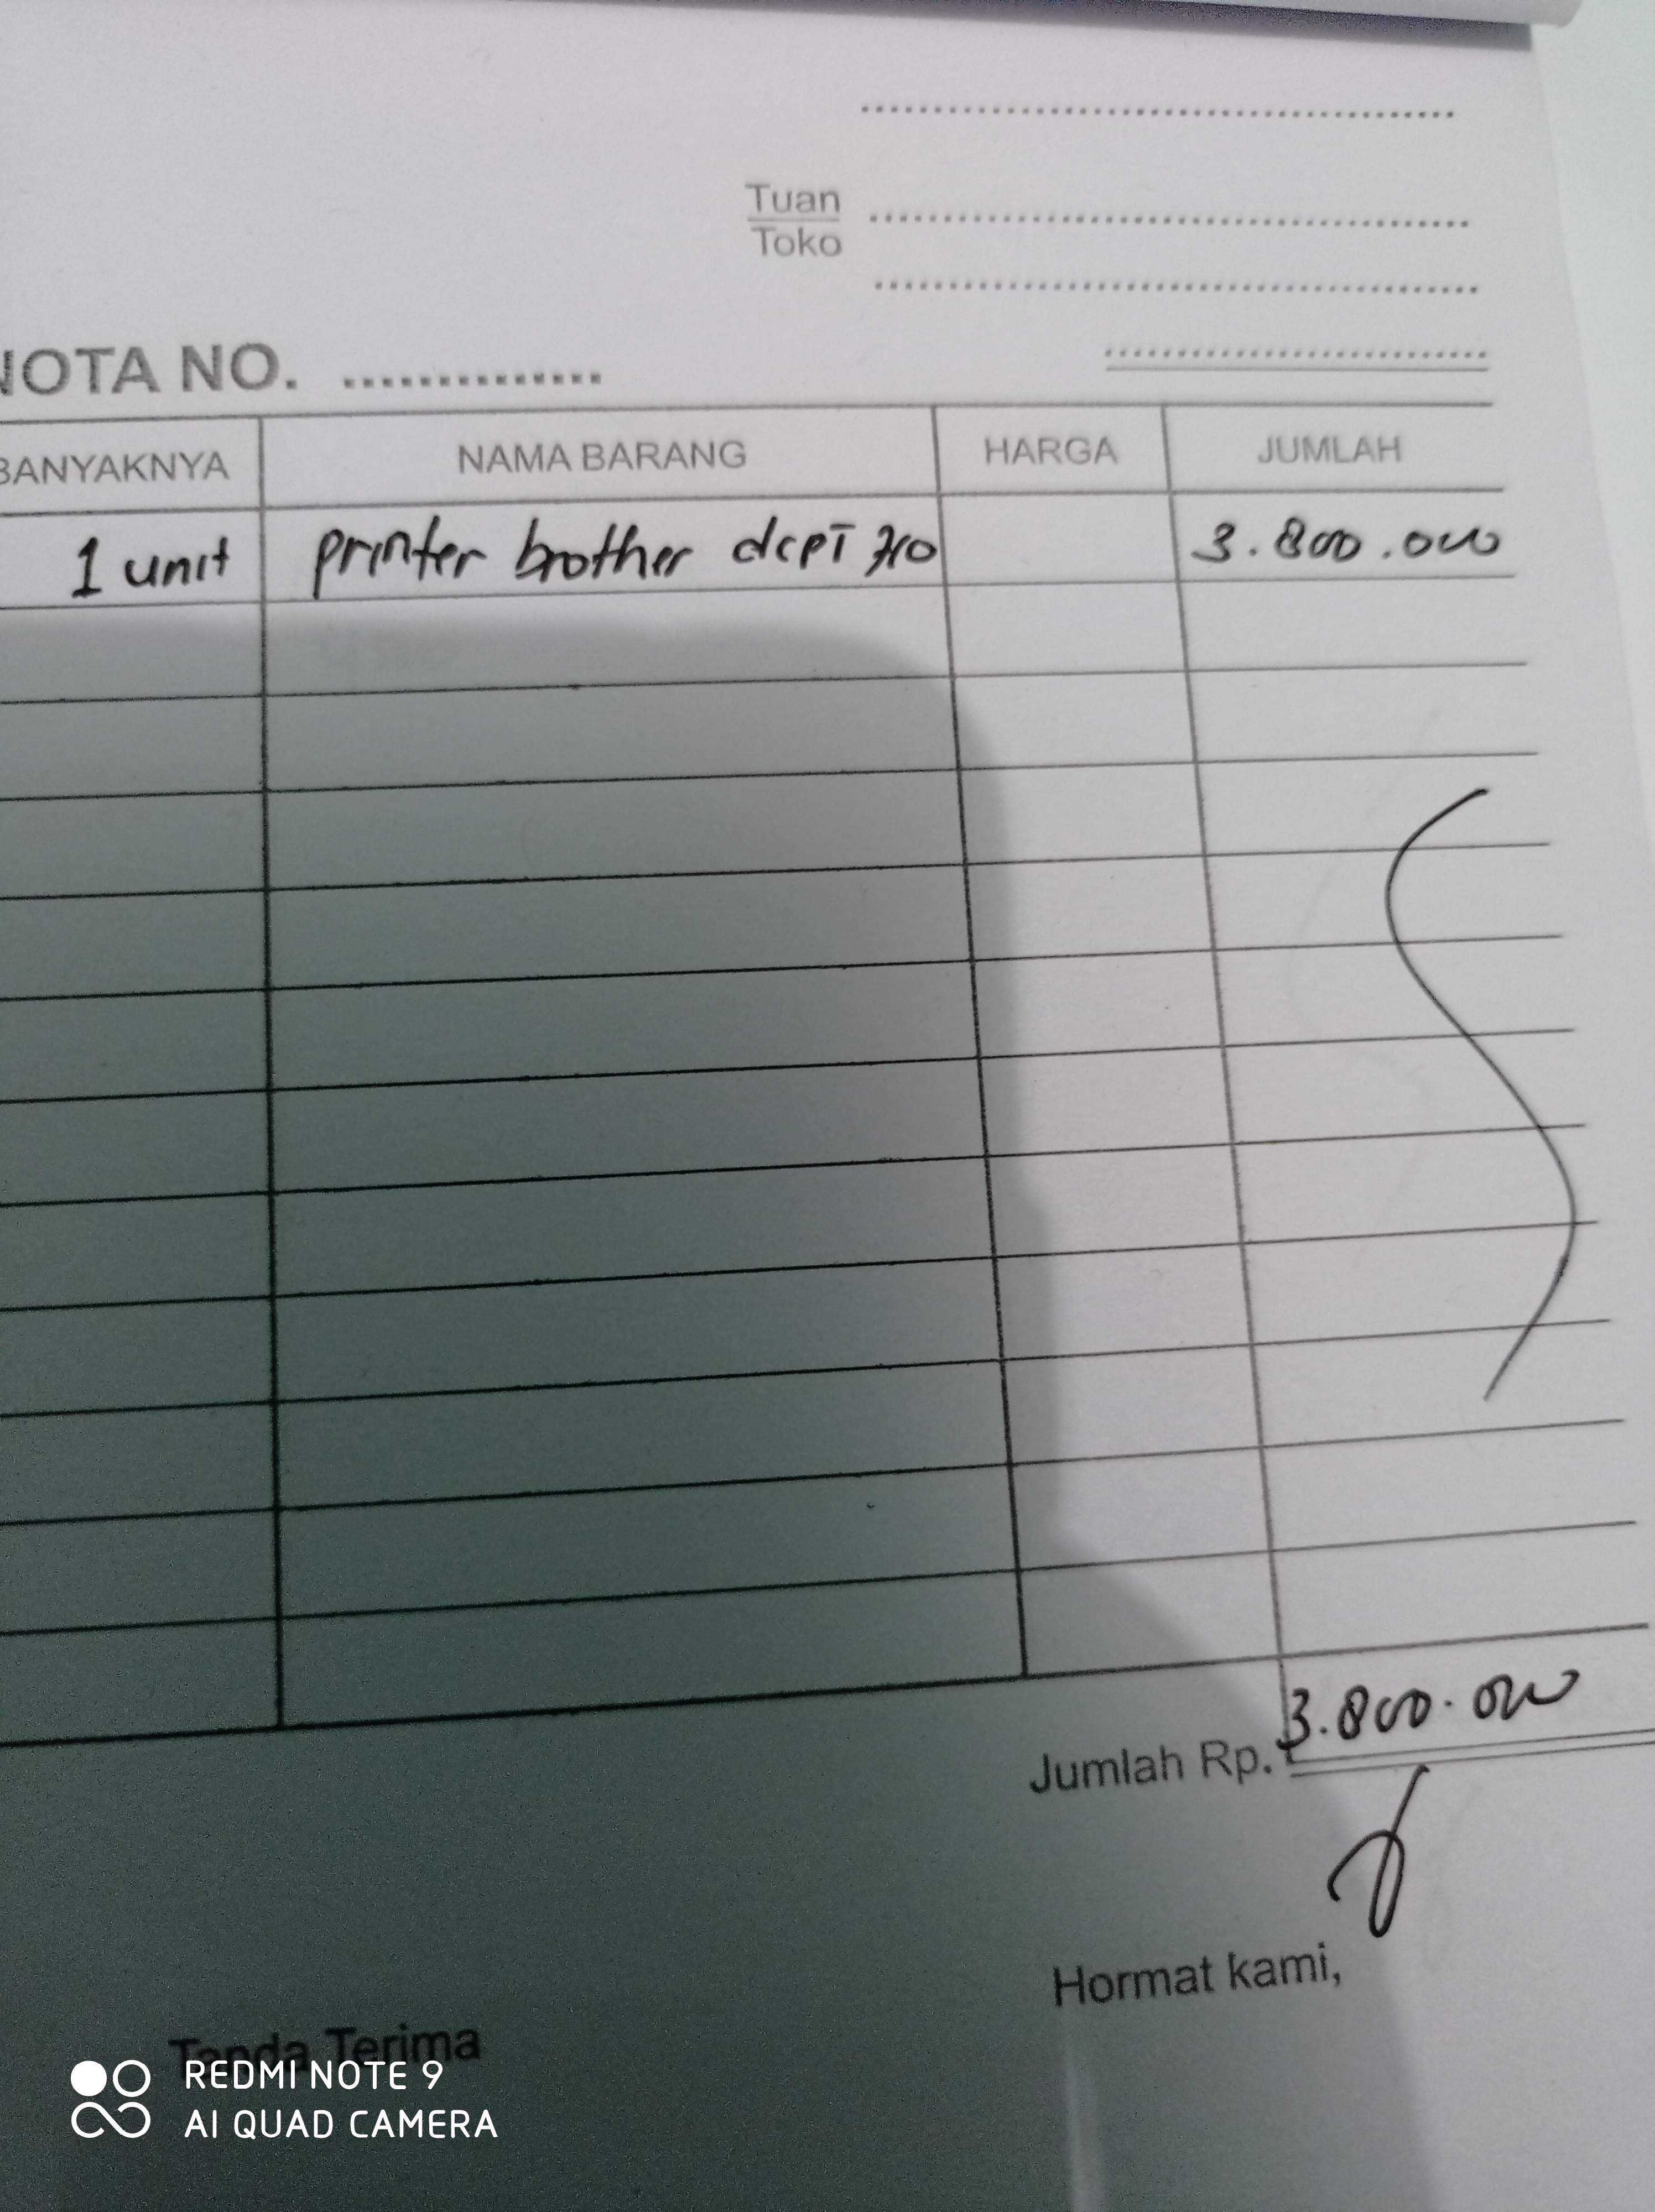 Tuan
Toko
NOTA NO. ..............
BANYAKNYA NAMA BARANG HARGA JUMLAH
1 unit printer brother dcpT 710 3.800.000
Jumlah Rp. 3.800.000
Hormat kami,
Tanda Terima
REDMI NOTE 9
AI QUAD CAMERA